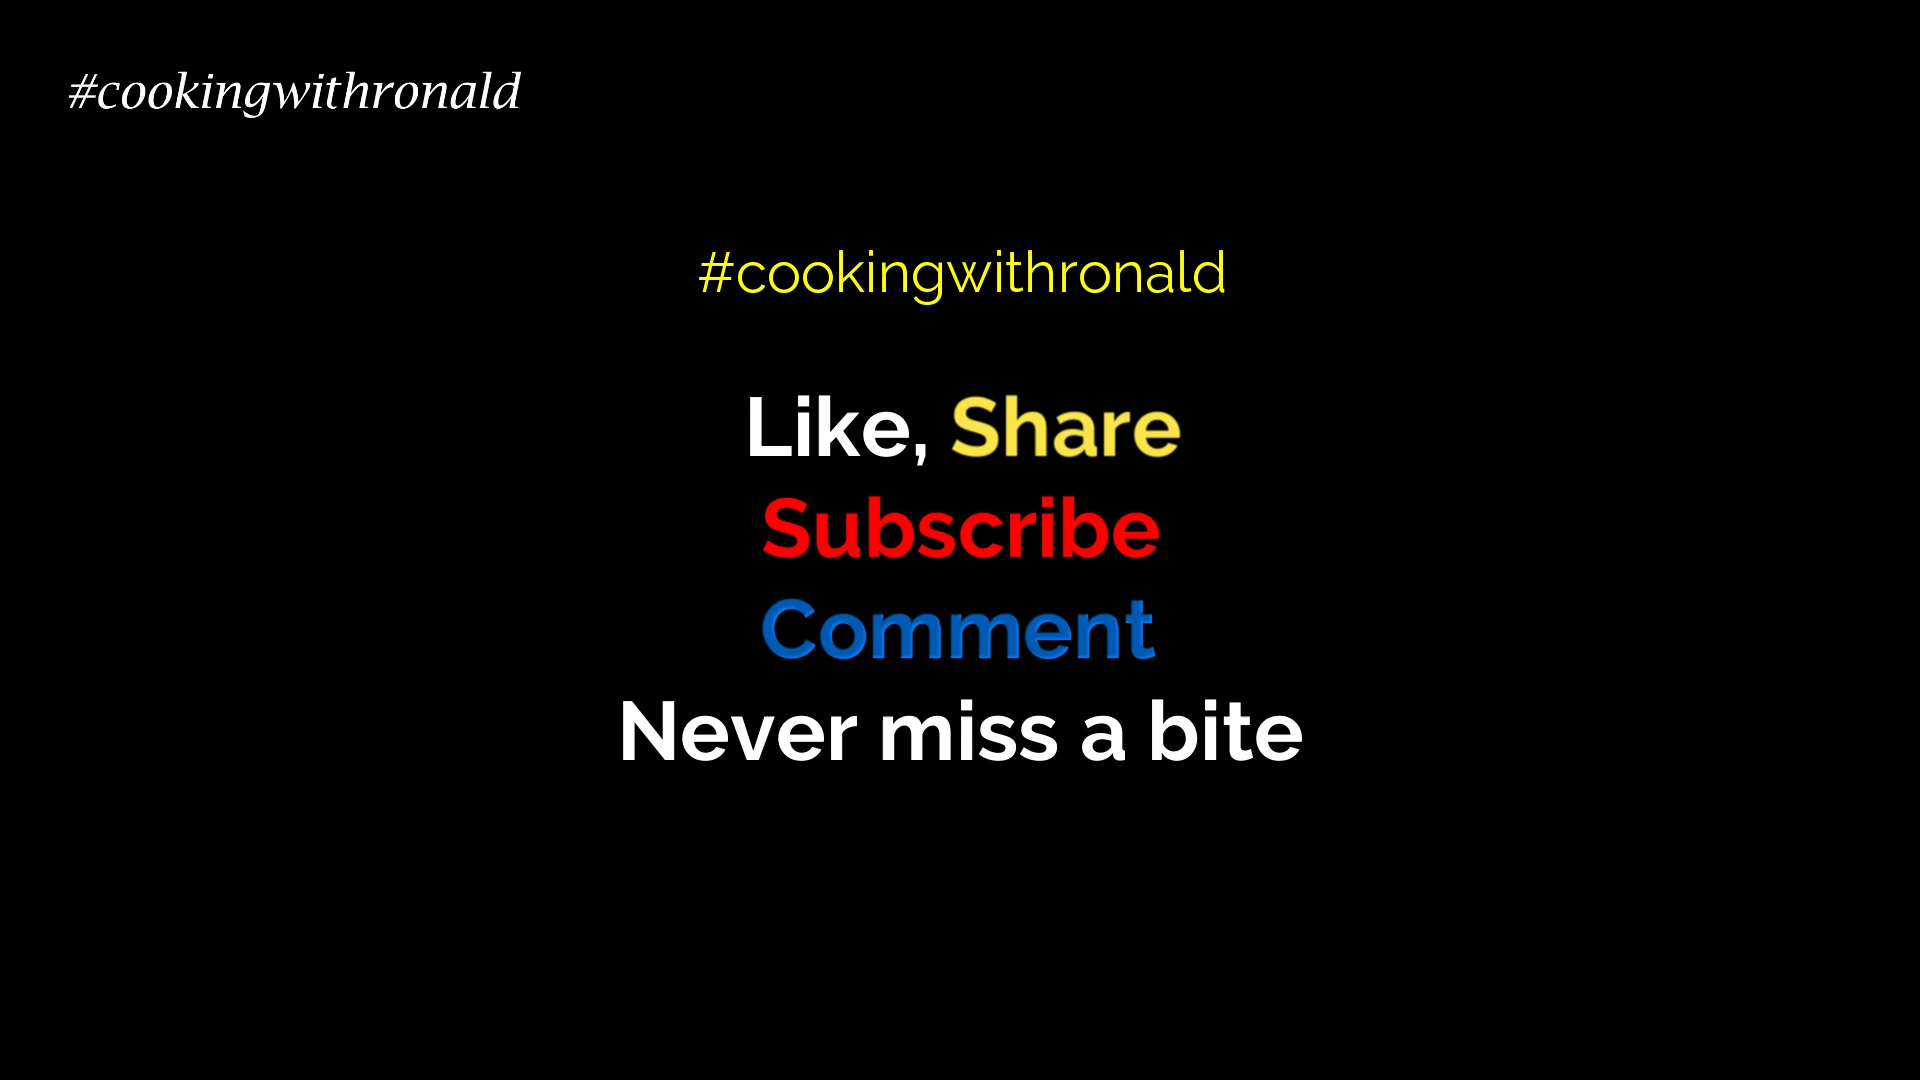 #cookingwithronald
#cookingwithronald
Like, Share
Subscribe
Comment
Never miss a bite